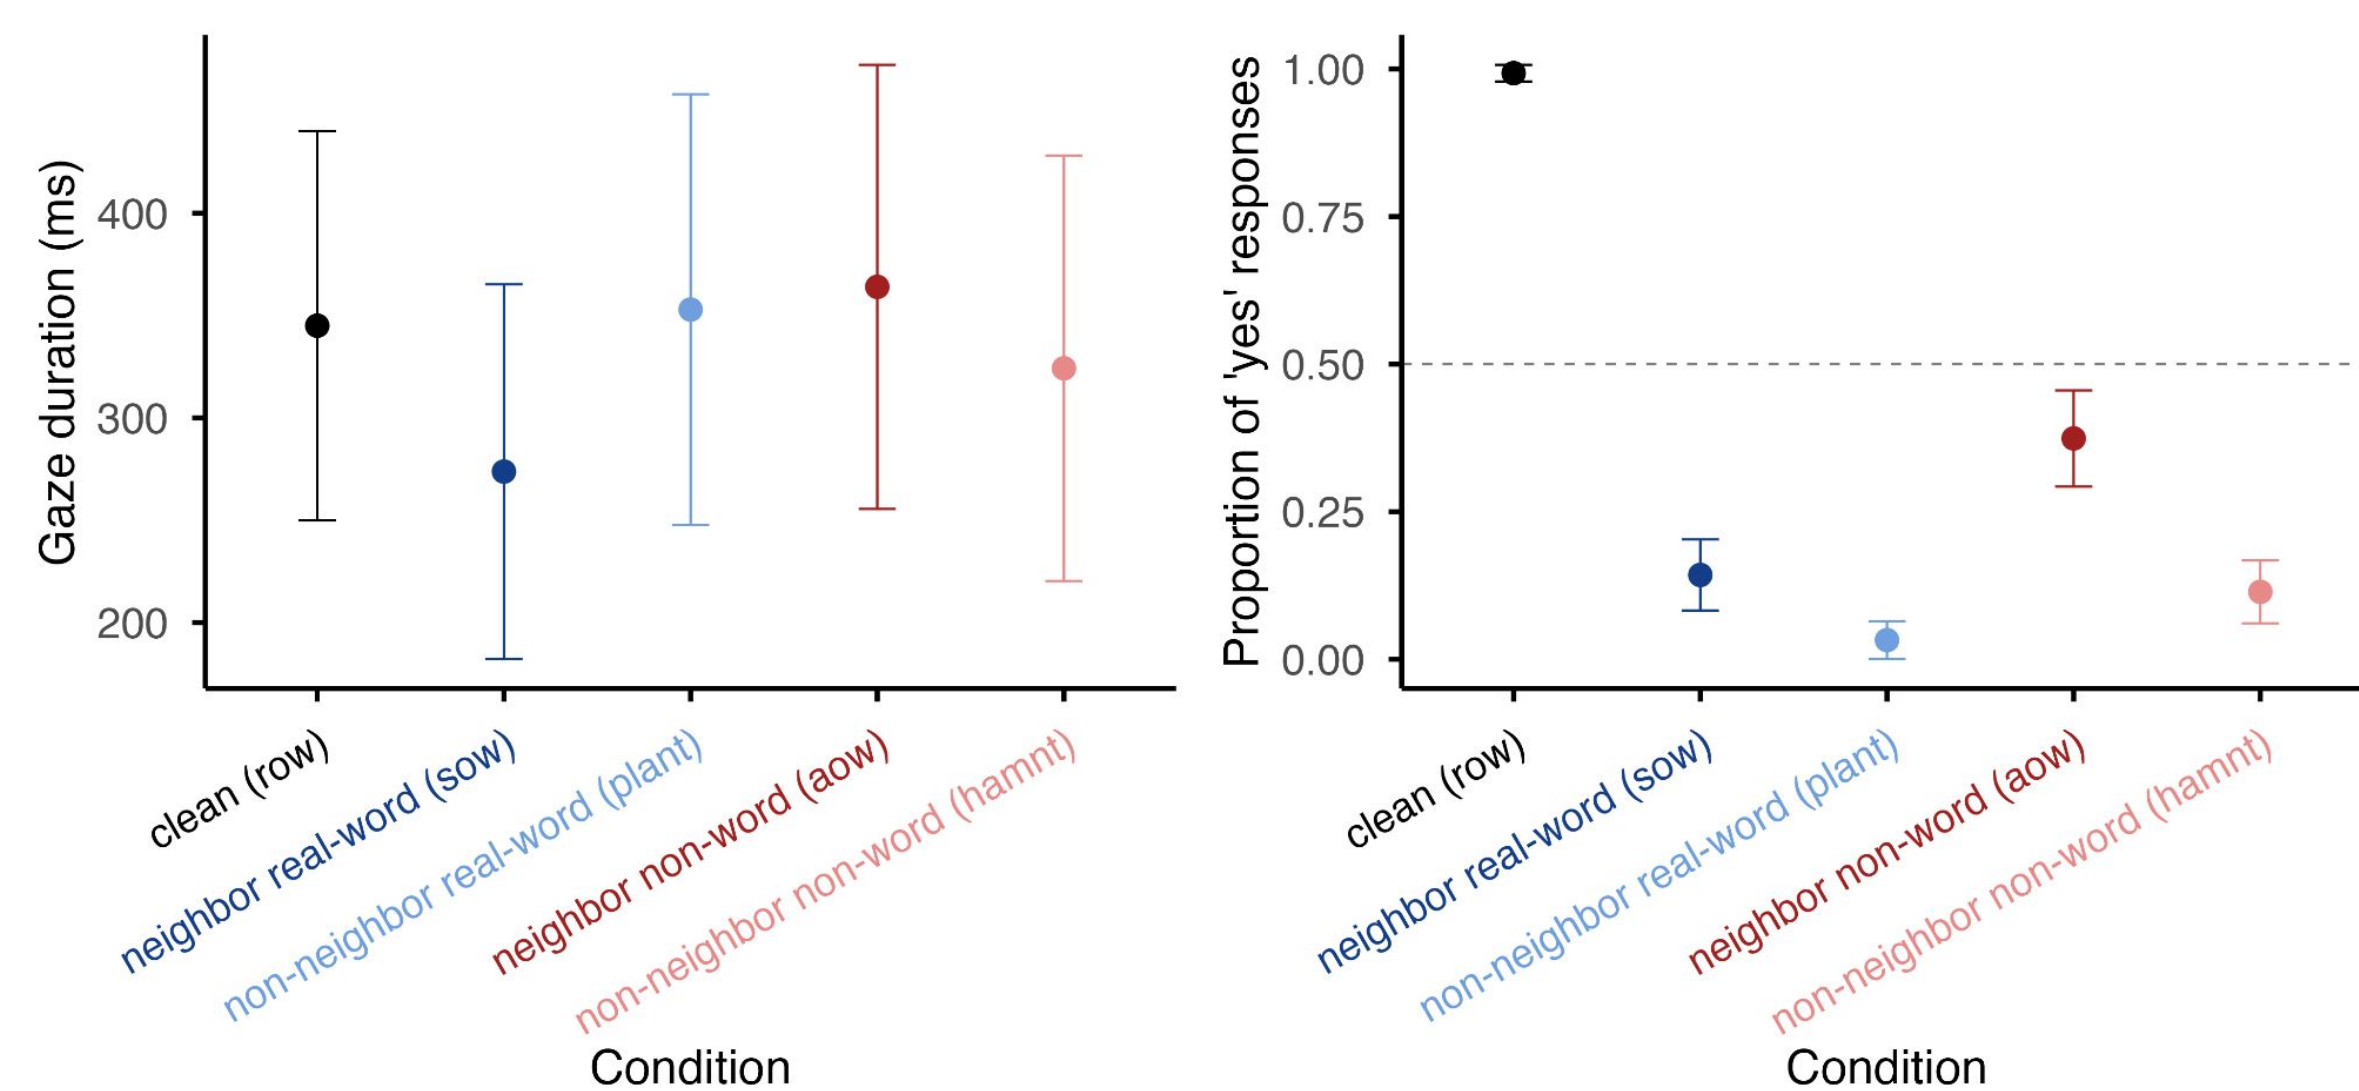 Gaze duration (ms)
400
300
200
clean (row)
neighbor real-word (sow)
non-neighbor real-word (plant)
neighbor non-word (aow)
non-neighbor non-word (hamnt)
Condition
Proportion of 'yes' responses
1.00
0.75
0.50
0.25
0.00
clean (row)
neighbor real-word (sow)
non-neighbor real-word (plant)
neighbor non-word (aow)
non-neighbor non-word (hamnt)
Condition